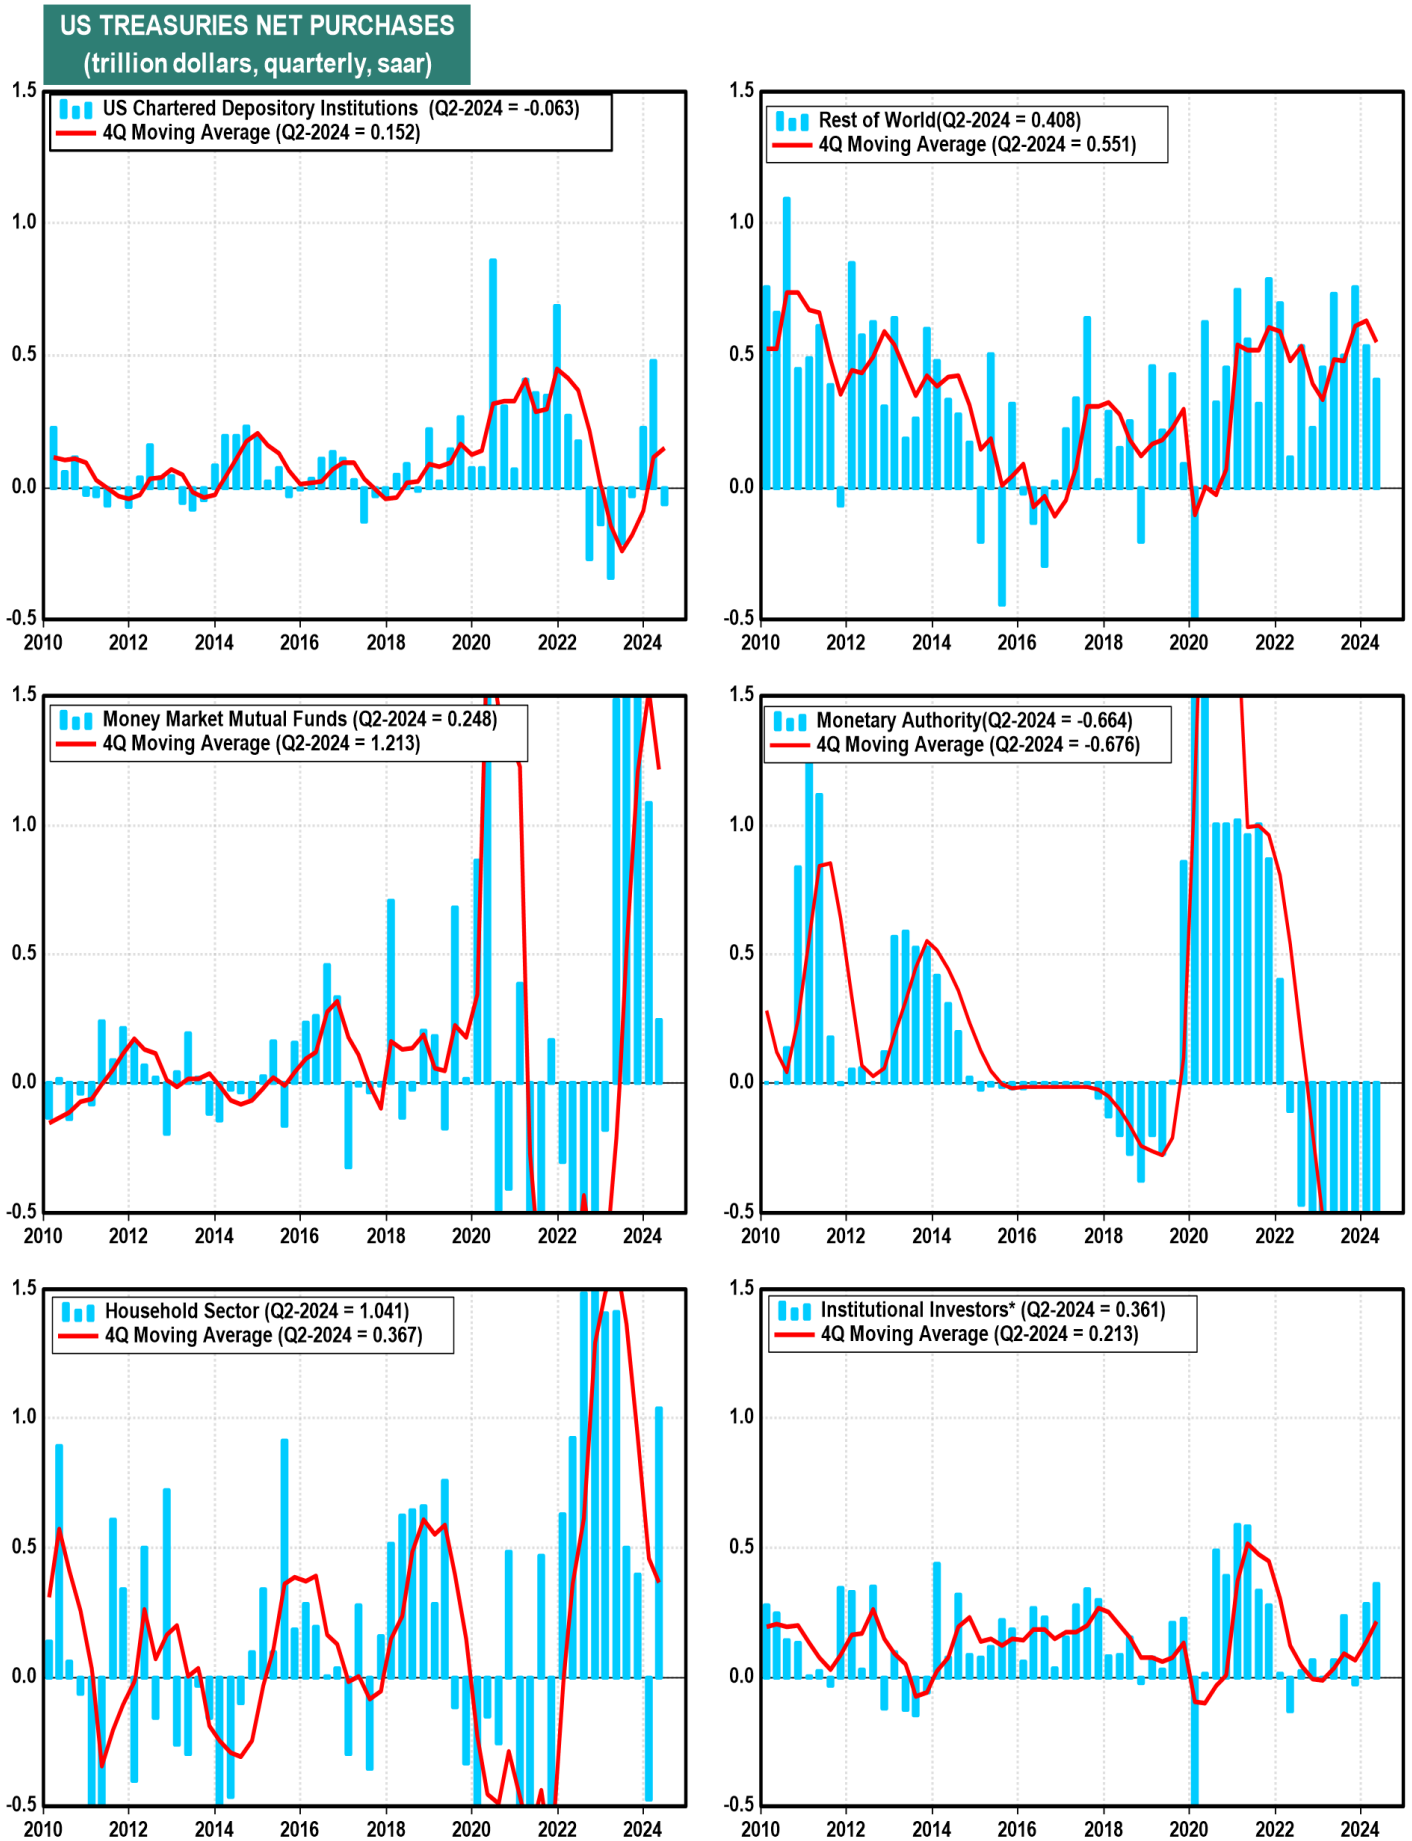 US TREASURIES NET PURCHASES
(trillion dollars, quarterly, saar)
US Chartered Depository Institutions (Q2-2024 = -0.063)
4Q Moving Average (Q2-2024 = 0.152)
1.5
1.0
0.5
0.0
-0.5
2010 2012 2014 2016 2018 2020 2022 2024
Rest of World(Q2-2024 = 0.408)
4Q Moving Average (Q2-2024 = 0.551)
1.5
1.0
0.5
0.0
-0.5
2010 2012 2014 2016 2018 2020 2022 2024
Money Market Mutual Funds (Q2-2024 = 0.248)
4Q Moving Average (Q2-2024 = 1.213)
1.5
1.0
0.5
0.0
-0.5
2010 2012 2014 2016 2018 2020 2022 2024
Monetary Authority(Q2-2024 = -0.664)
4Q Moving Average (Q2-2024 = -0.676)
1.5
1.0
0.5
0.0
-0.5
2010 2012 2014 2016 2018 2020 2022 2024
Household Sector (Q2-2024 = 1.041)
4Q Moving Average (Q2-2024 = 0.367)
1.5
1.0
0.5
0.0
-0.5
2010 2012 2014 2016 2018 2020 2022 2024
Institutional Investors* (Q2-2024 = 0.361)
4Q Moving Average (Q2-2024 = 0.213)
1.5
1.0
0.5
0.0
-0.5
2010 2012 2014 2016 2018 2020 2022 2024